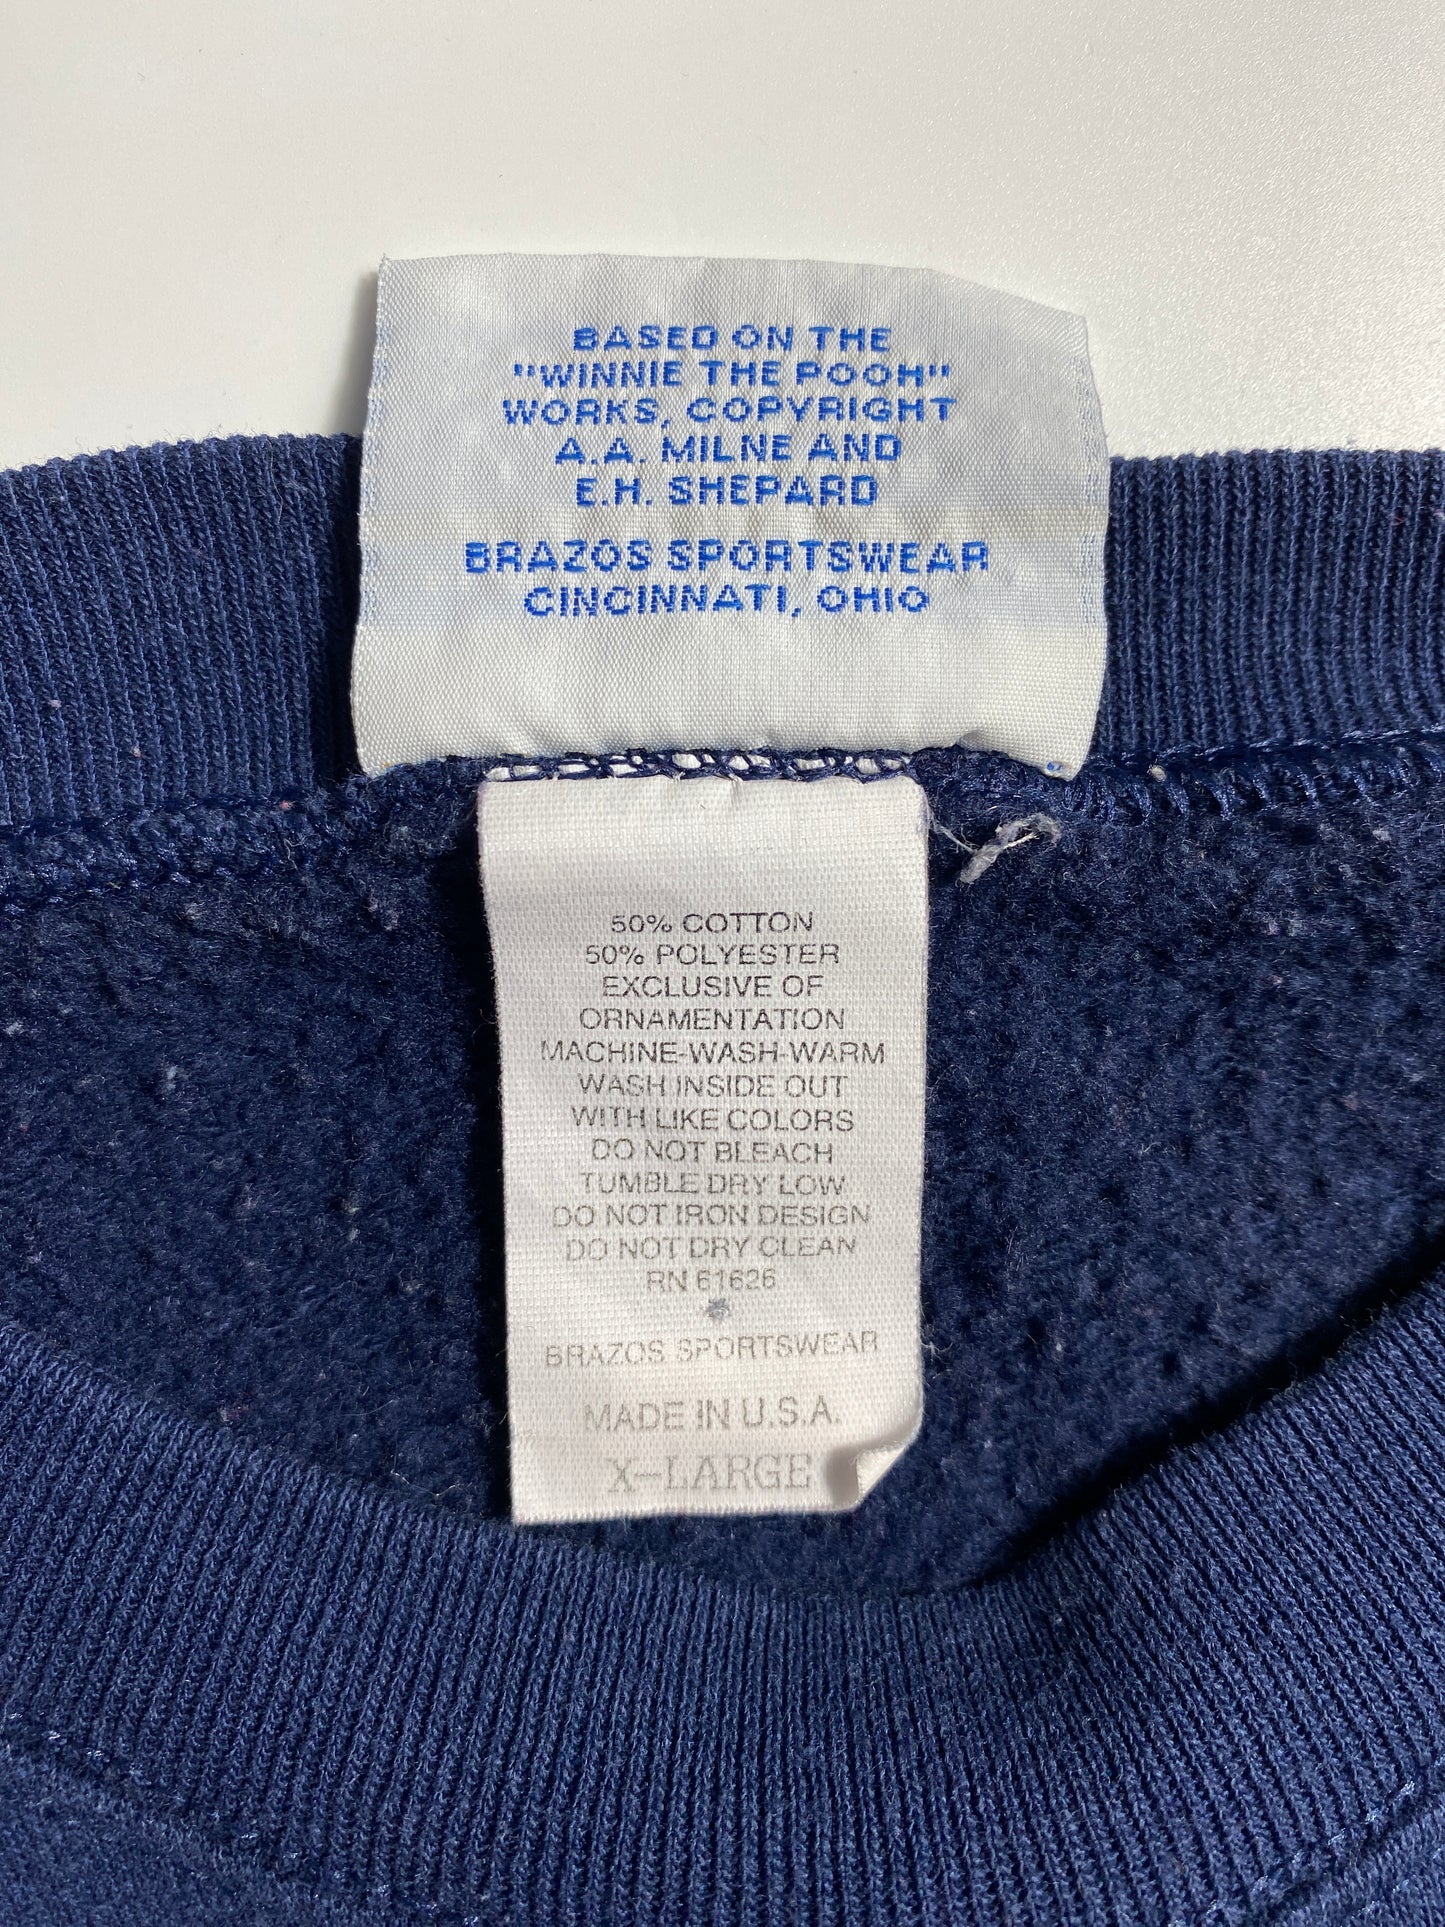 BASED ON THE
"WINNIE THE POOH"
WORKS, COPYRIGHT
A.A. MILNE AND
E.H. SHEPARD
BRAZOS SPORTSWEAR
CINCINNATI, OHIO
50% COTTON
50% POLYESTER
EXCLUSIVE OF
ORNAMENTATION
MACHINE-WASH-WARM
WASH INSIDE OUT
WITH LIKE COLORS
DO NOT BLEACH
TUMBLE DRY LOW
DO NOT IRON DESIGN
DO NOT DRY CLEAN
RN 61626
*
BRAZOS SPORTSWEAR
MADE IN U.S.A.
X-LARGE